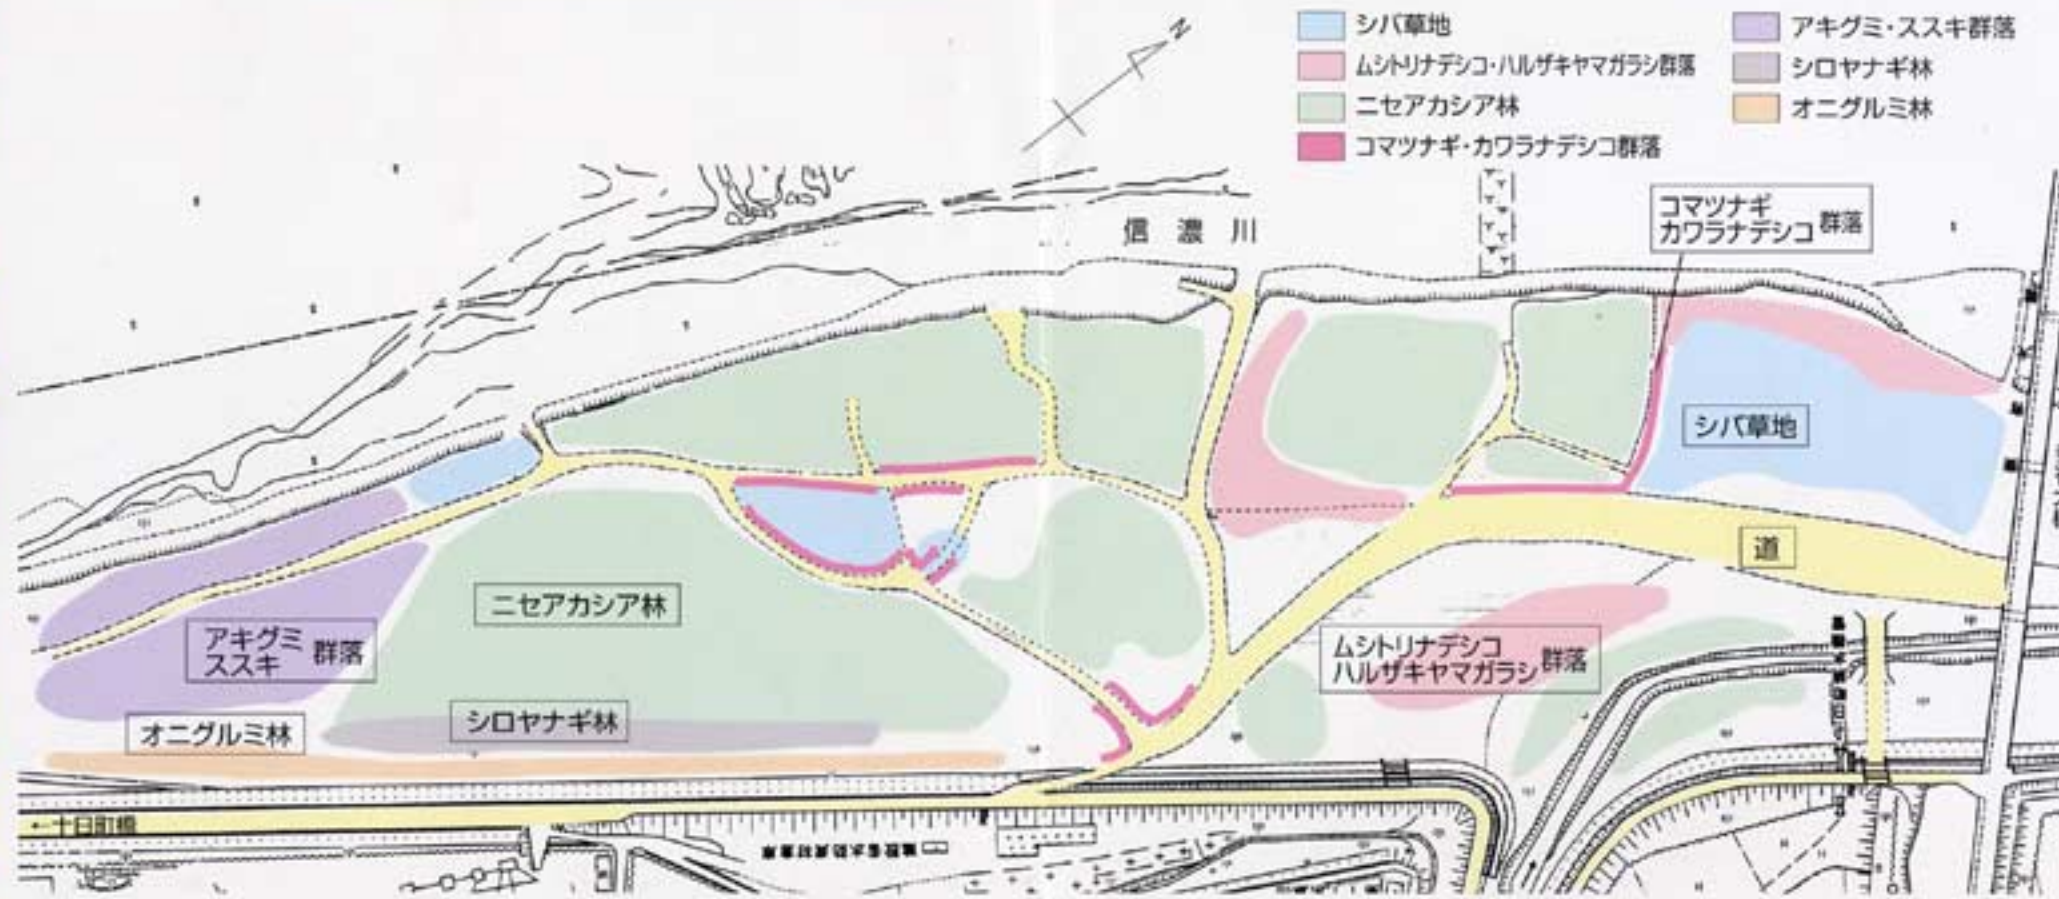 シバ草地
ムシトリナデシコ・ハルザキヤマガラシ群落
ニセアカシア林
コマツナギ・カワラナデシコ群落
アキグミ・ススキ群落
シロヤナギ林
オニグルミ林
N
信濃川
コマツナギ
カワラナデシコ 群落
シバ草地
道
ニセアカシア林
アキグミ
ススキ 群落
ムシトリナデシコ
ハルザキヤマガラシ 群落
オニグルミ林
シロヤナギ林
←十日町橋